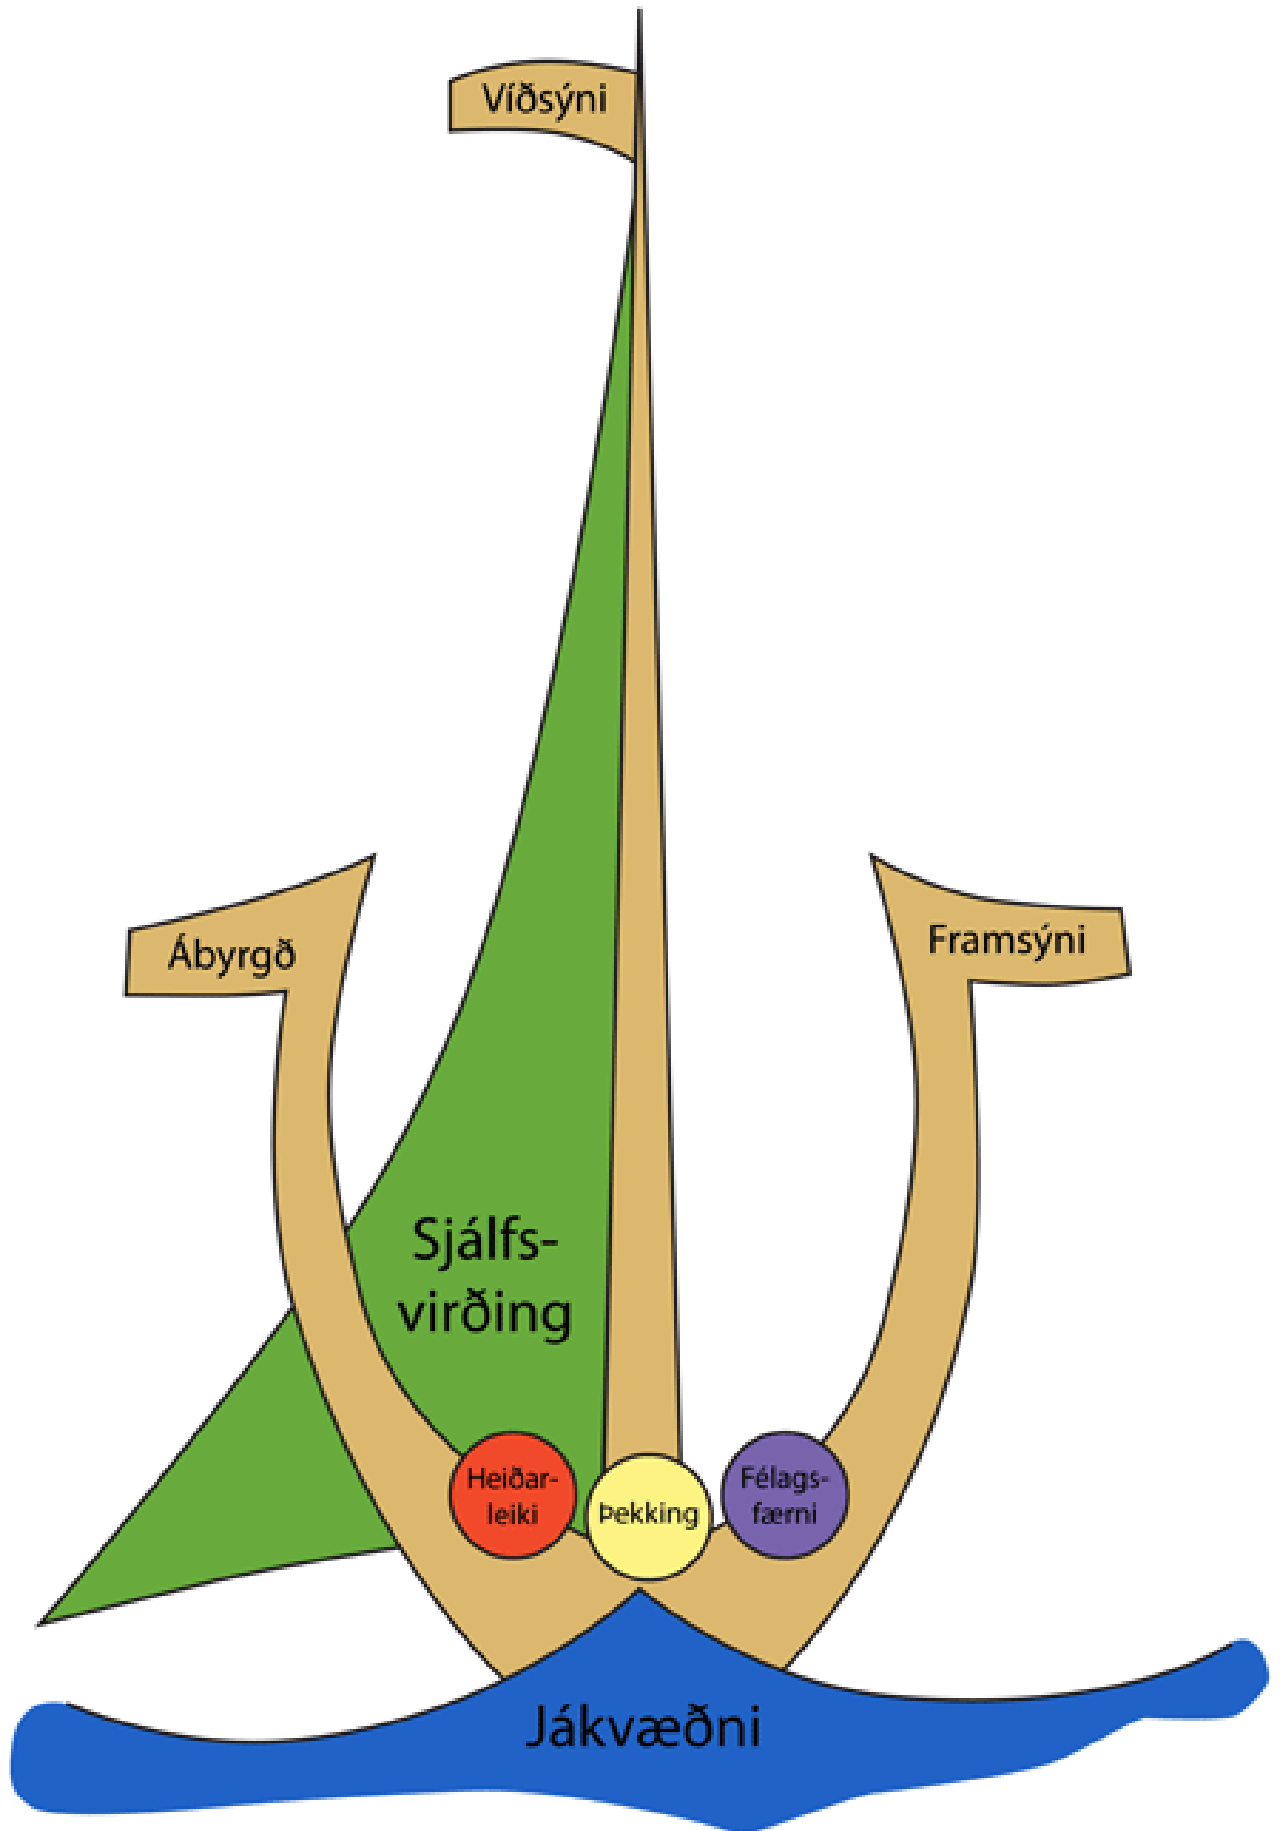 Víðsýni
Ábyrgð
Framsýni
Sjálfs-
virðing
Heiðar-
leiki
Þekking
Félags-
færni
Jákvæðni